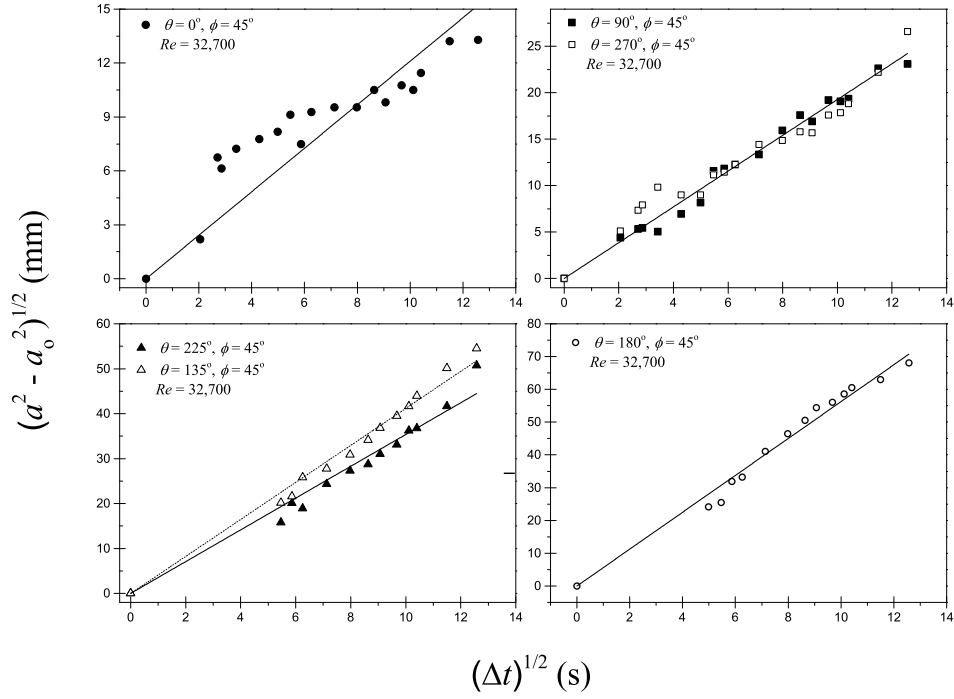 15
12
9
6
3
0
0 2 4 6 8 10 12 14
θ = 0°, ϕ = 45°
Re = 32,700
25
20
15
10
5
0
0 2 4 6 8 10 12 14
θ = 90°, ϕ = 45°
θ = 270°, ϕ = 45°
Re = 32,700
(a² - aₒ²)^1/2 (mm)
60
50
40
30
20
10
0
0 2 4 6 8 10 12 14
θ = 225°, ϕ = 45°
θ = 135°, ϕ = 45°
Re = 32,700
80
70
60
50
40
30
20
10
0
0 2 4 6 8 10 12 14
θ = 180°, ϕ = 45°
Re = 32,700
(Δt)^1/2 (s)